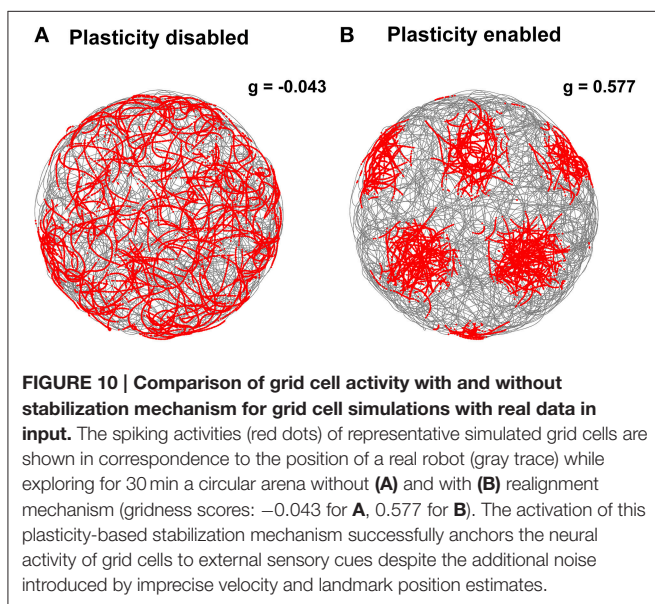 A Plasticity disabled
B Plasticity enabled
g = -0.043
g = 0.577
FIGURE 10 | Comparison of grid cell activity with and without
stabilization mechanism for grid cell simulations with real data in
input. The spiking activities (red dots) of representative simulated grid cells are
shown in correspondence to the position of a real robot (gray trace) while
exploring for 30 min a circular arena without (A) and with (B) realignment
mechanism (gridness scores: −0.043 for A, 0.577 for B). The activation of this
plasticity-based stabilization mechanism successfully anchors the neural
activity of grid cells to external sensory cues despite the additional noise
introduced by imprecise velocity and landmark position estimates.